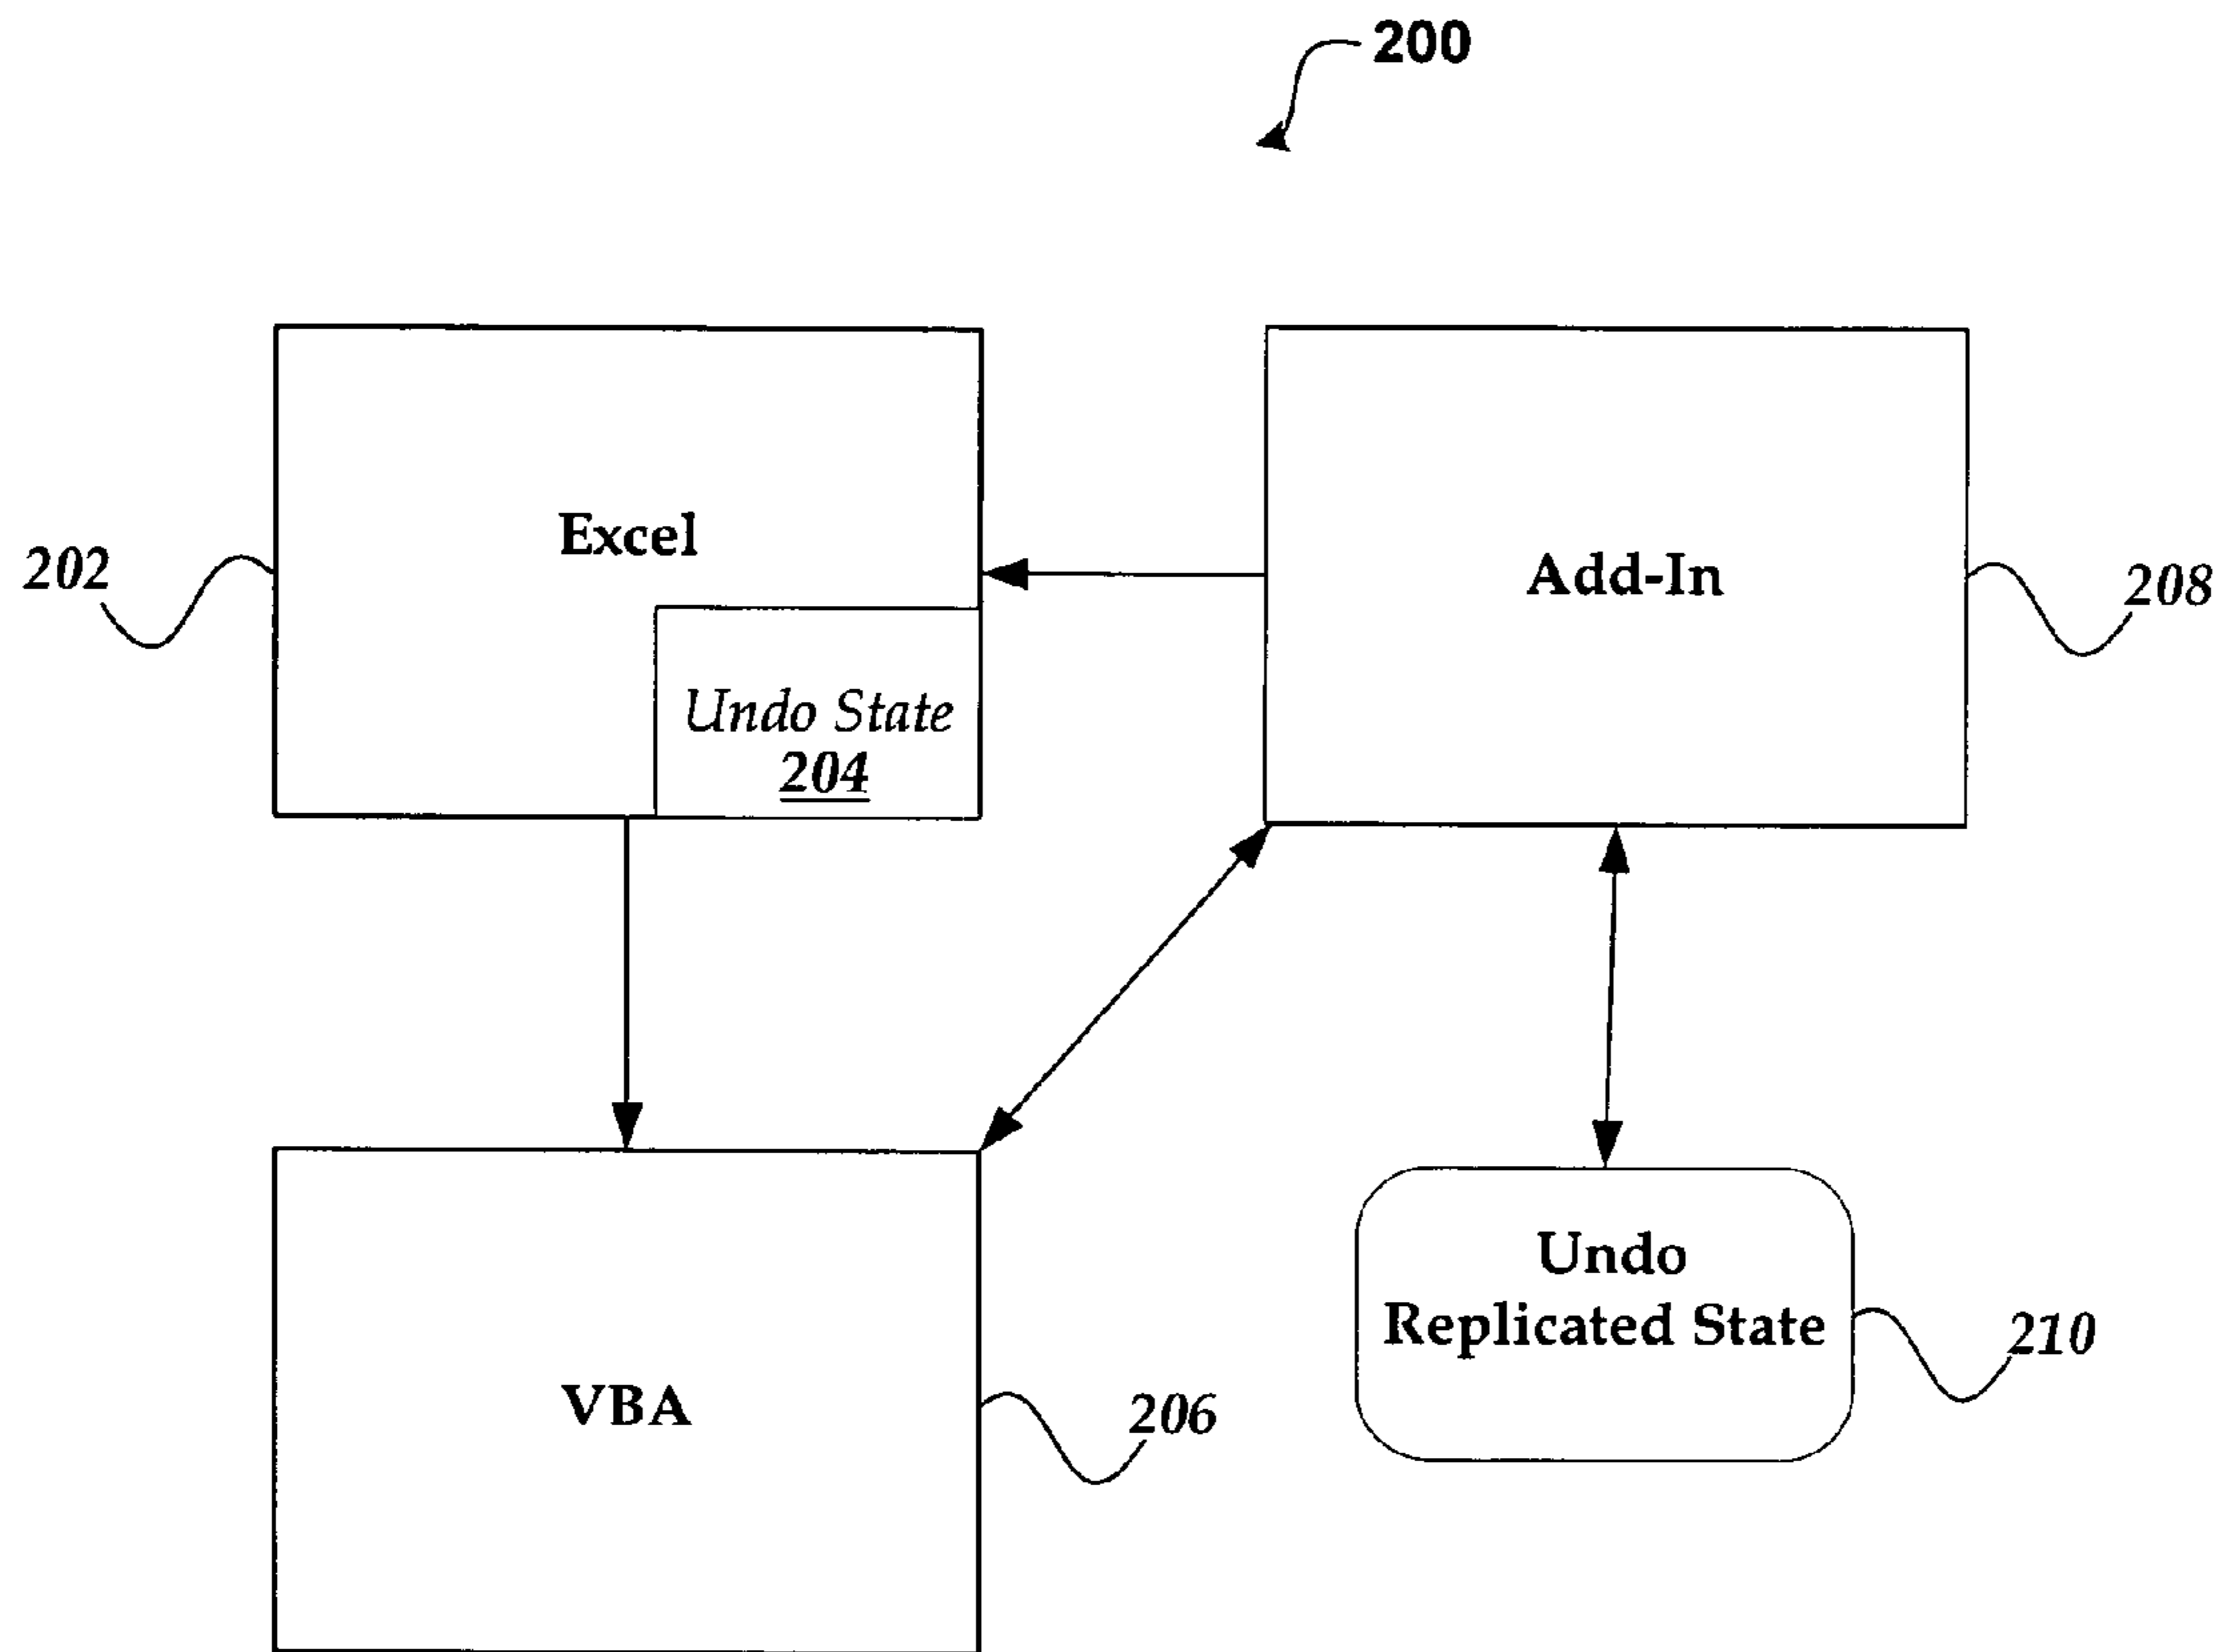 200
Excel
202
Add-In
208
Undo State
204
VBA
206
Undo
Replicated State
210